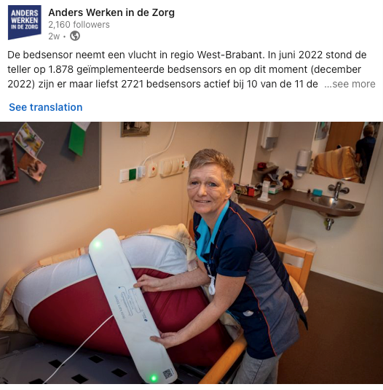 ANDERS
WERKEN
IN DE ZORG
Anders Werken in de Zorg
2,160 followers
2w •
De bedsensor neemt een vlucht in regio West-Brabant. In juni 2022 stond de
teller op 1.878 geïmplementeerde bedsensors en op dit moment (december
2022) zijn er maar liefst 2721 bedsensors actief bij 10 van de 11 de ...see more
See translation